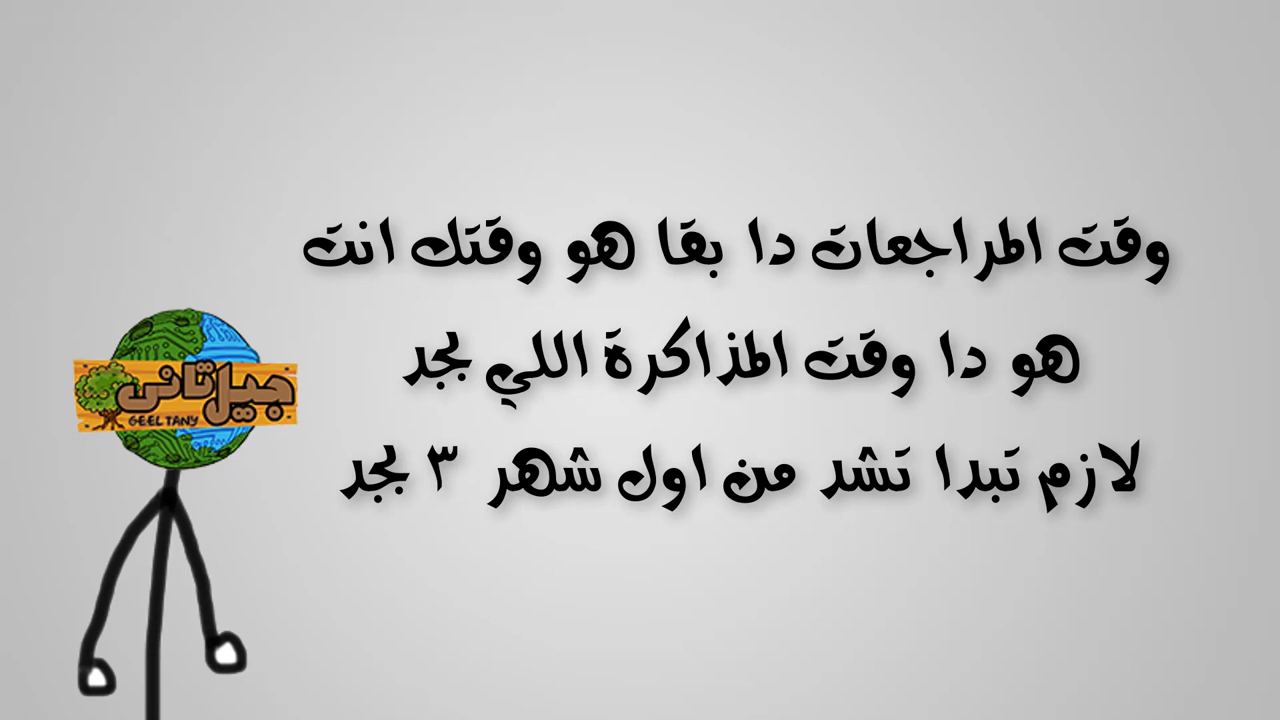 وقت المراجعات دا بقا هو وقتك انت
هو دا وقت المذاكرة اللي بجد
لازم تبدا تشد من اول شهر ٣ بجد
جيل تانى
GEEL TANY